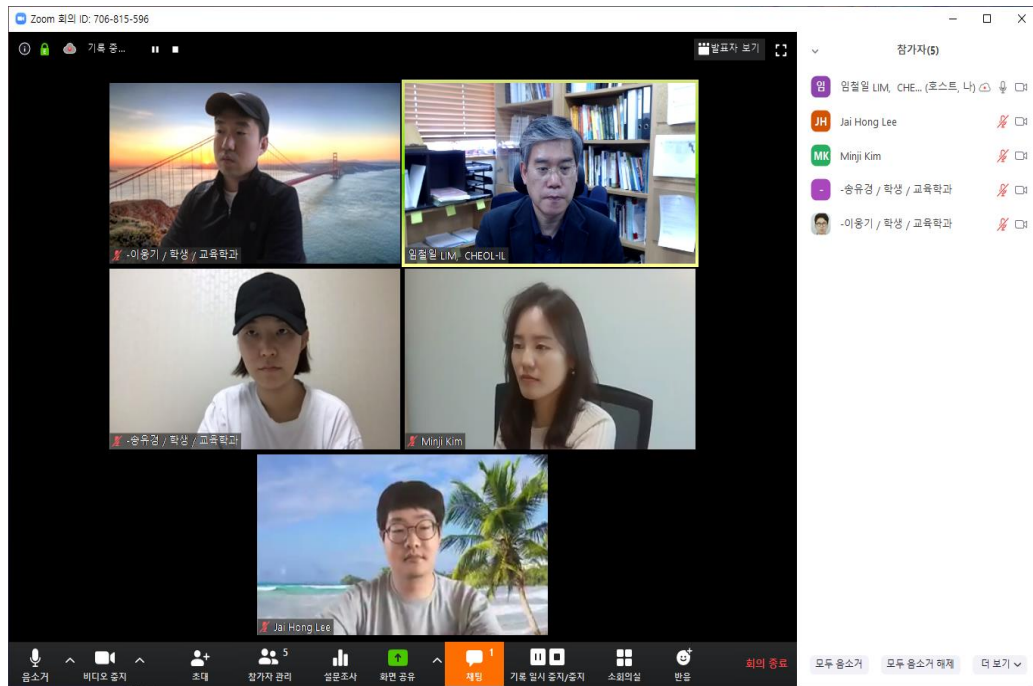 Zoom 회의 ID: 706-815-596
기록 중...
발표자 보기
-이웅기 / 학생 / 교육학과
임철일 LIM, CHEOL-IL
-송유경 / 학생 / 교육학과
Minji Kim
Jai Hong Lee
음소거
비디오 중지
초대
5
참가자 관리
설문조사
화면 공유
1
채팅
기록 일시 중지/중지
소회의실
반응
회의 종료
참가자(5)
임
임철일 LIM, CHE... (호스트, 나)
JH
Jai Hong Lee
MK
Minji Kim
-
-송유경 / 학생 / 교육학과
-이웅기 / 학생 / 교육학과
모두 음소거
모두 음소거 해제
더 보기